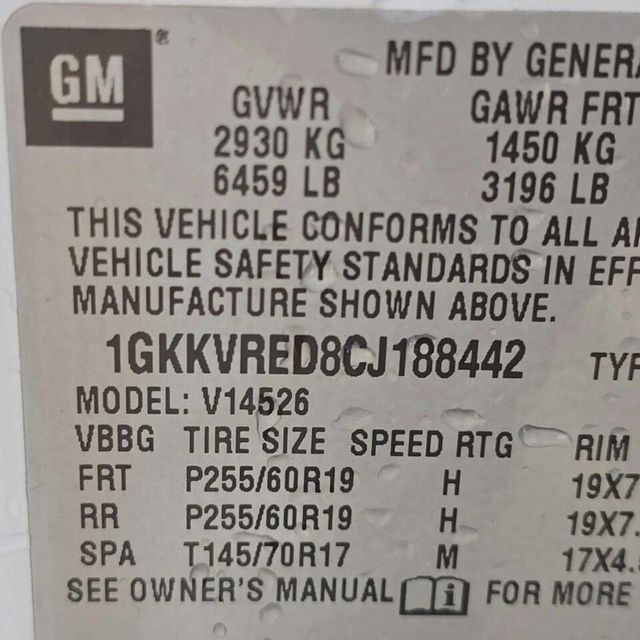 GM ®
MFD BY GENERA
GVWR GAWR FRT
2930 KG 1450 KG
6459 LB 3196 LB
THIS VEHICLE CONFORMS TO ALL
VEHICLE SAFETY STANDARDS IN EFF
MANUFACTURE SHOWN ABOVE.
1GKKVRED8CJ188442 TYP
MODEL: V14526
VBBG TIRE SIZE SPEED RTG RIM
FRT P255/60R19 H 19X7
RR P255/60R19 H 19X7.
SPA T145/70R17 M 17X4.
SEE OWNER'S MANUAL i FOR MORE